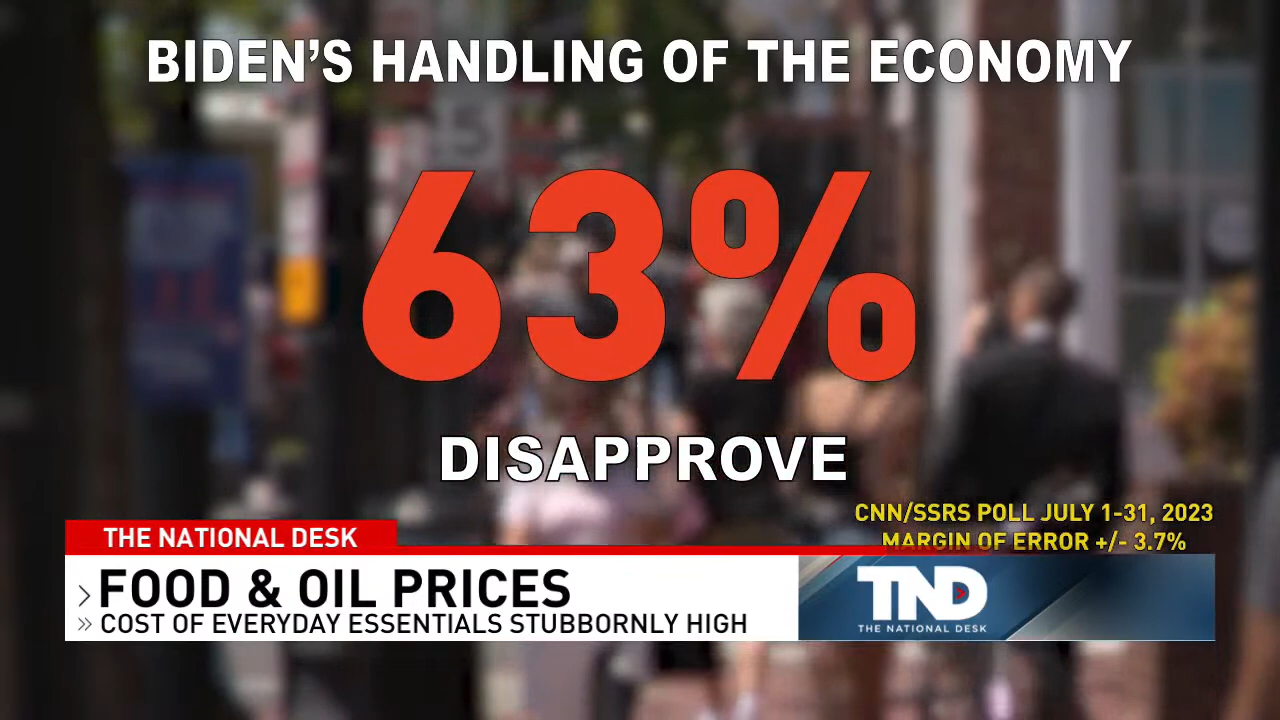 BIDEN'S HANDLING OF THE ECONOMY
63%
DISAPPROVE
CNN/SSRS POLL JULY 1-31, 2023
MARGIN OF ERROR +/- 3.7%
THE NATIONAL DESK
FOOD & OIL PRICES
COST OF EVERYDAY ESSENTIALS STUBBORNLY HIGH
TND
THE NATIONAL DESK